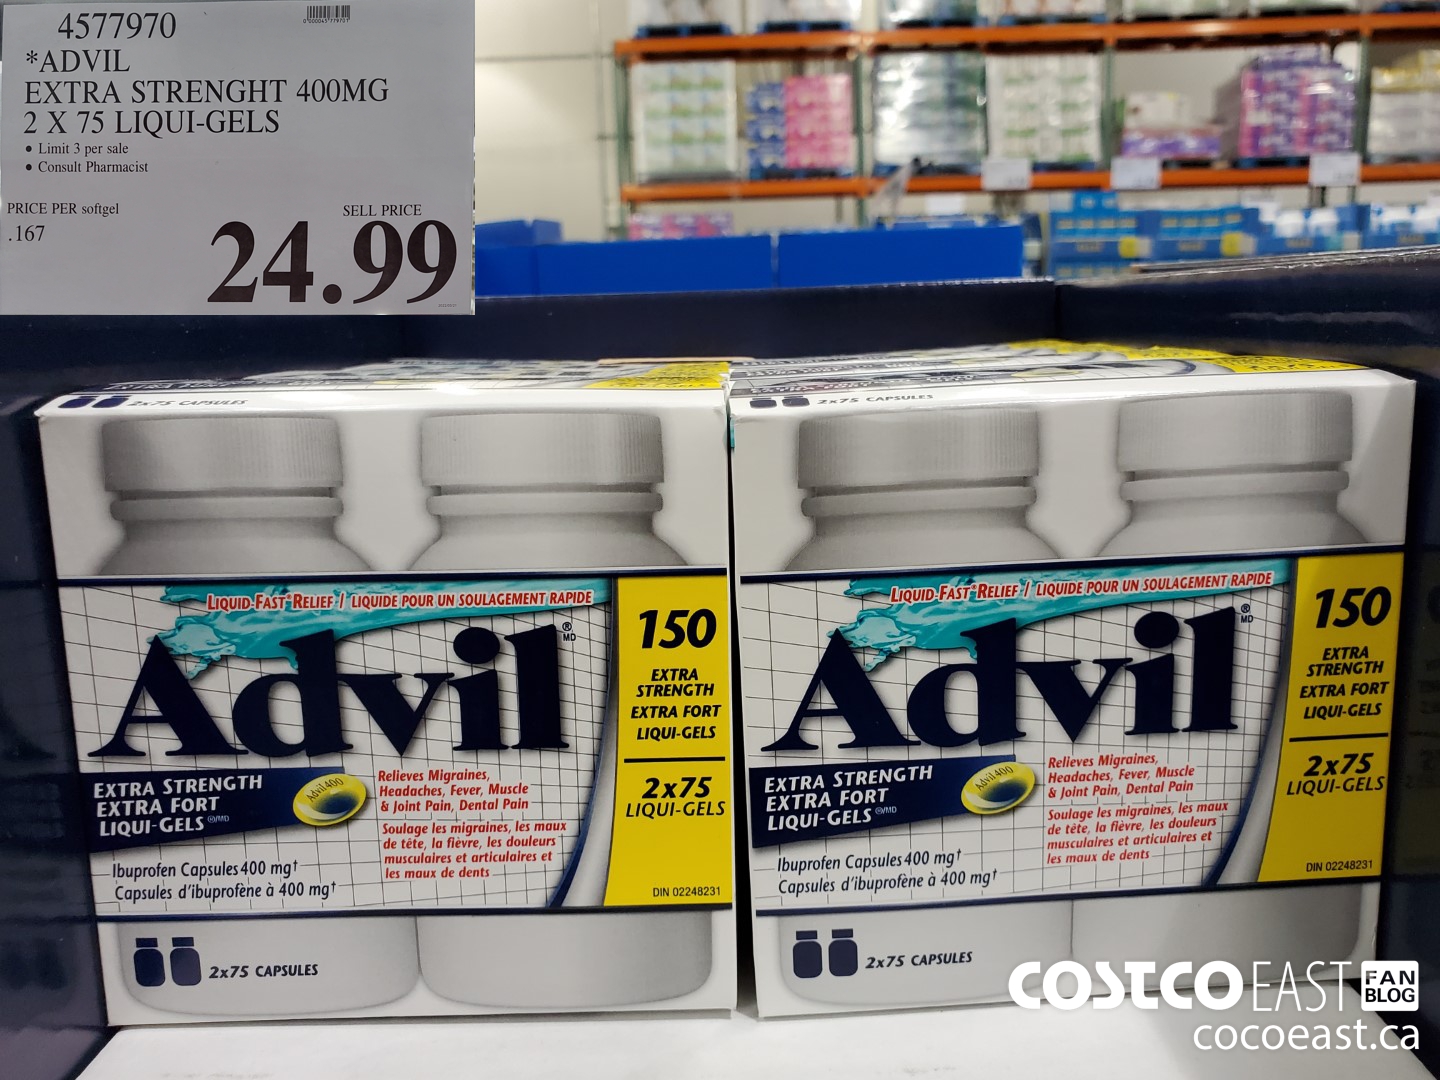 4577970
*ADVIL
EXTRA STRENGHT 400MG
2 X 75 LIQUI-GELS
• Limit 3 per sale
• Consult Pharmacist
PRICE PER softgel
.167
SELL PRICE
24.99
2x75 CAPSULES
LIQUID-FAST RELIEF / LIQUIDE POUR UN SOULAGEMENT RAPIDE
Advil ®
MD
EXTRA STRENGTH
EXTRA FORT
LIQUI-GELS ®/MD
Advil 400
Relieves Migraines,
Headaches, Fever, Muscle
& Joint Pain, Dental Pain
Soulage les migraines, les maux
de tête, la fièvre, les douleurs
musculaires et articulaires et
les maux de dents
Ibuprofen Capsules 400 mg†
Capsules d'ibuprofène à 400 mg†
150
EXTRA
STRENGTH
EXTRA FORT
LIQUI-GELS
2x75
LIQUI-GELS
DIN 02248231
2x75 CAPSULES
2x75 CAPSULES
LIQUID-FAST RELIEF / LIQUIDE POUR UN SOULAGEMENT RAPIDE
Advil ®
MD
EXTRA STRENGTH
EXTRA FORT
LIQUI-GELS ®/MD
Advil 400
Relieves Migraines,
Headaches, Fever, Muscle
& Joint Pain, Dental Pain
Soulage les migraines, les maux
de tête, la fièvre, les douleurs
musculaires et articulaires et
les maux de dents
Ibuprofen Capsules 400 mg†
Capsules d'ibuprofène à 400 mg†
150
EXTRA
STRENGTH
EXTRA FORT
LIQUI-GELS
2x75
LIQUI-GELS
DIN 02248231
2x75 CAPSULES
COSTCO EAST FAN
BLOG
cocoeast.ca